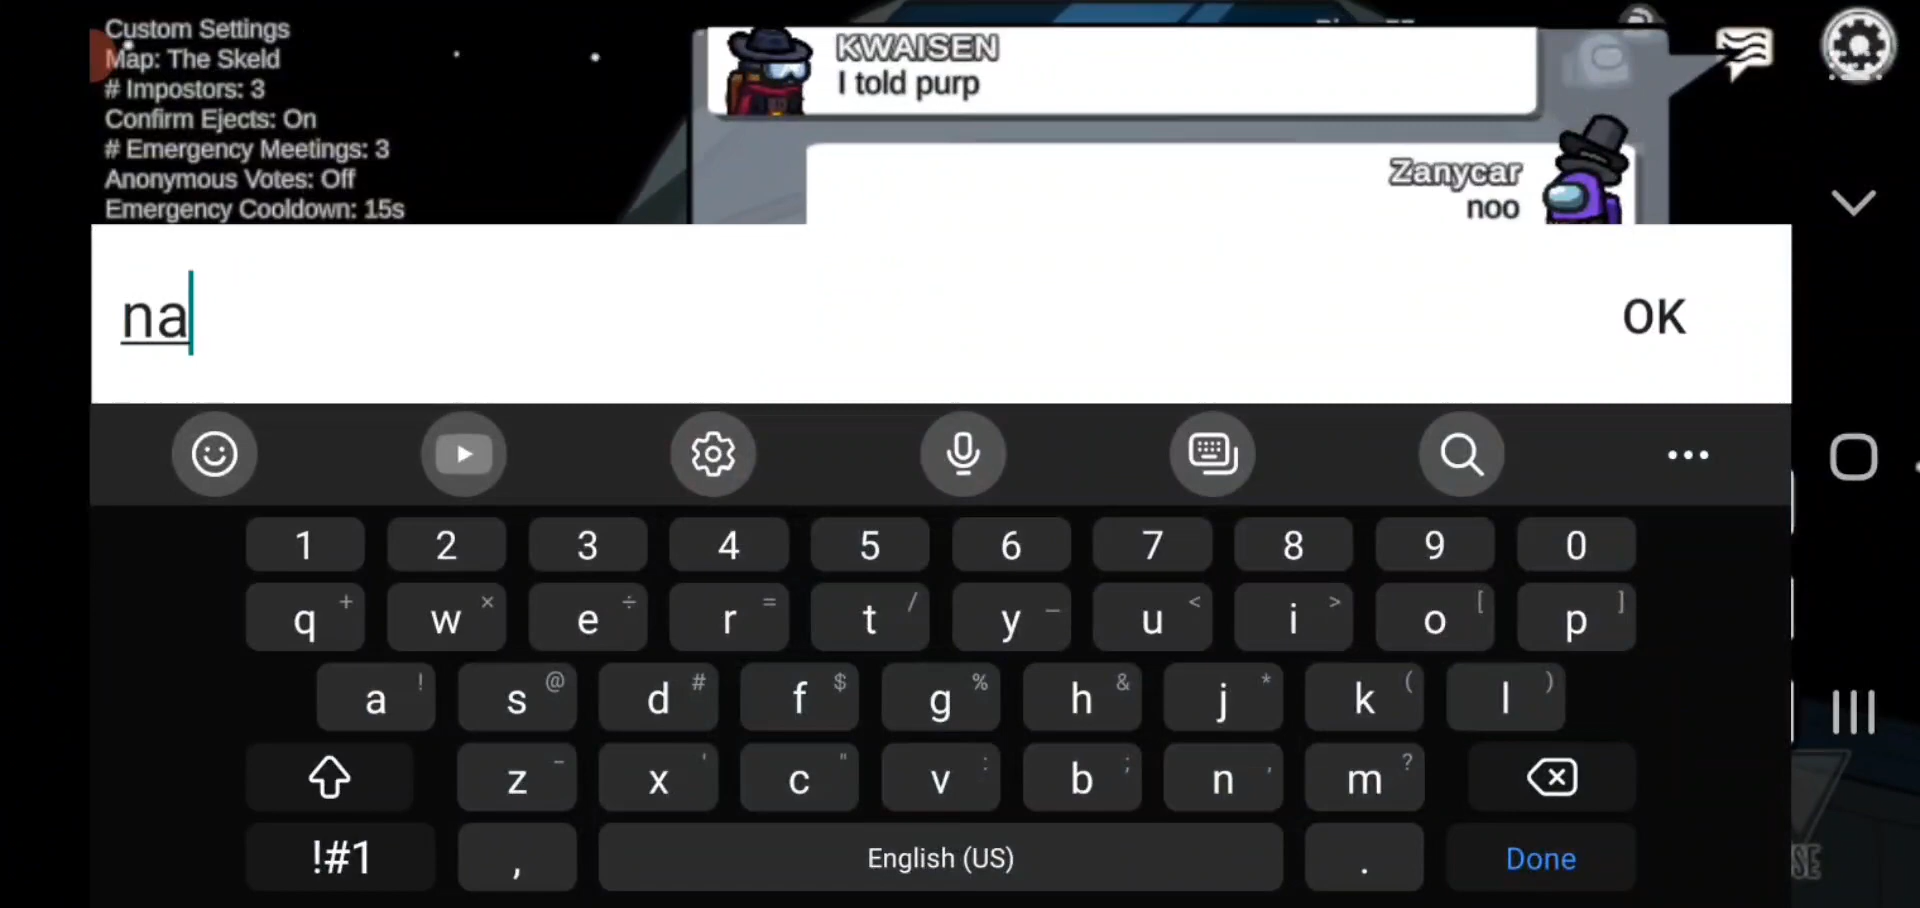 Custom Settings
Map: The Skeld
# Impostors: 3
Confirm Ejects: On
# Emergency Meetings: 3
Anonymous Votes: Off
Emergency Cooldown: 15s
KWAISEN
I told purp
Zanycar
noo
na
OK
1 2 3 4 5 6 7 8 9 0
q + w × e ÷ r = t / y _ u < i > o [ p ]
a ! s @ d # f $ g % h & j * k ( l )
z - x ' c " v : b ; n , m ?
!#1 , English (US) . Done